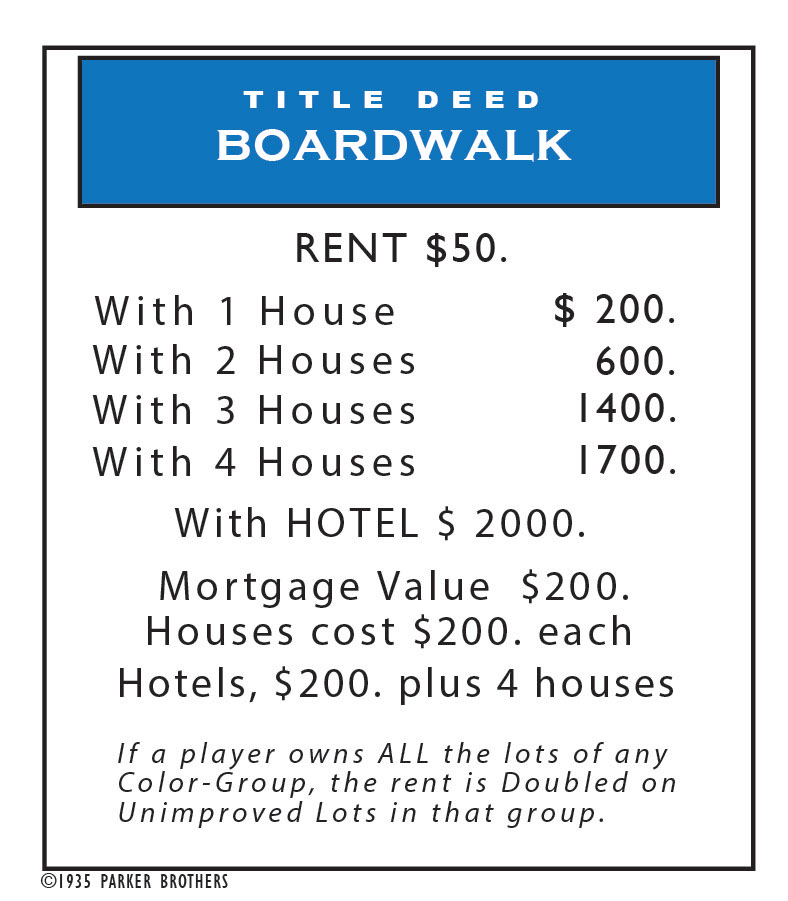 TITLE DEED
BOARDWALK
RENT $50.
With 1 House $ 200.
With 2 Houses 600.
With 3 Houses 1400.
With 4 Houses 1700.
With HOTEL $ 2000.
Mortgage Value $200.
Houses cost $200. each
Hotels, $200. plus 4 houses
If a player owns ALL the lots of any
Color-Group, the rent is Doubled on
Unimproved Lots in that group.
©1935 PARKER BROTHERS